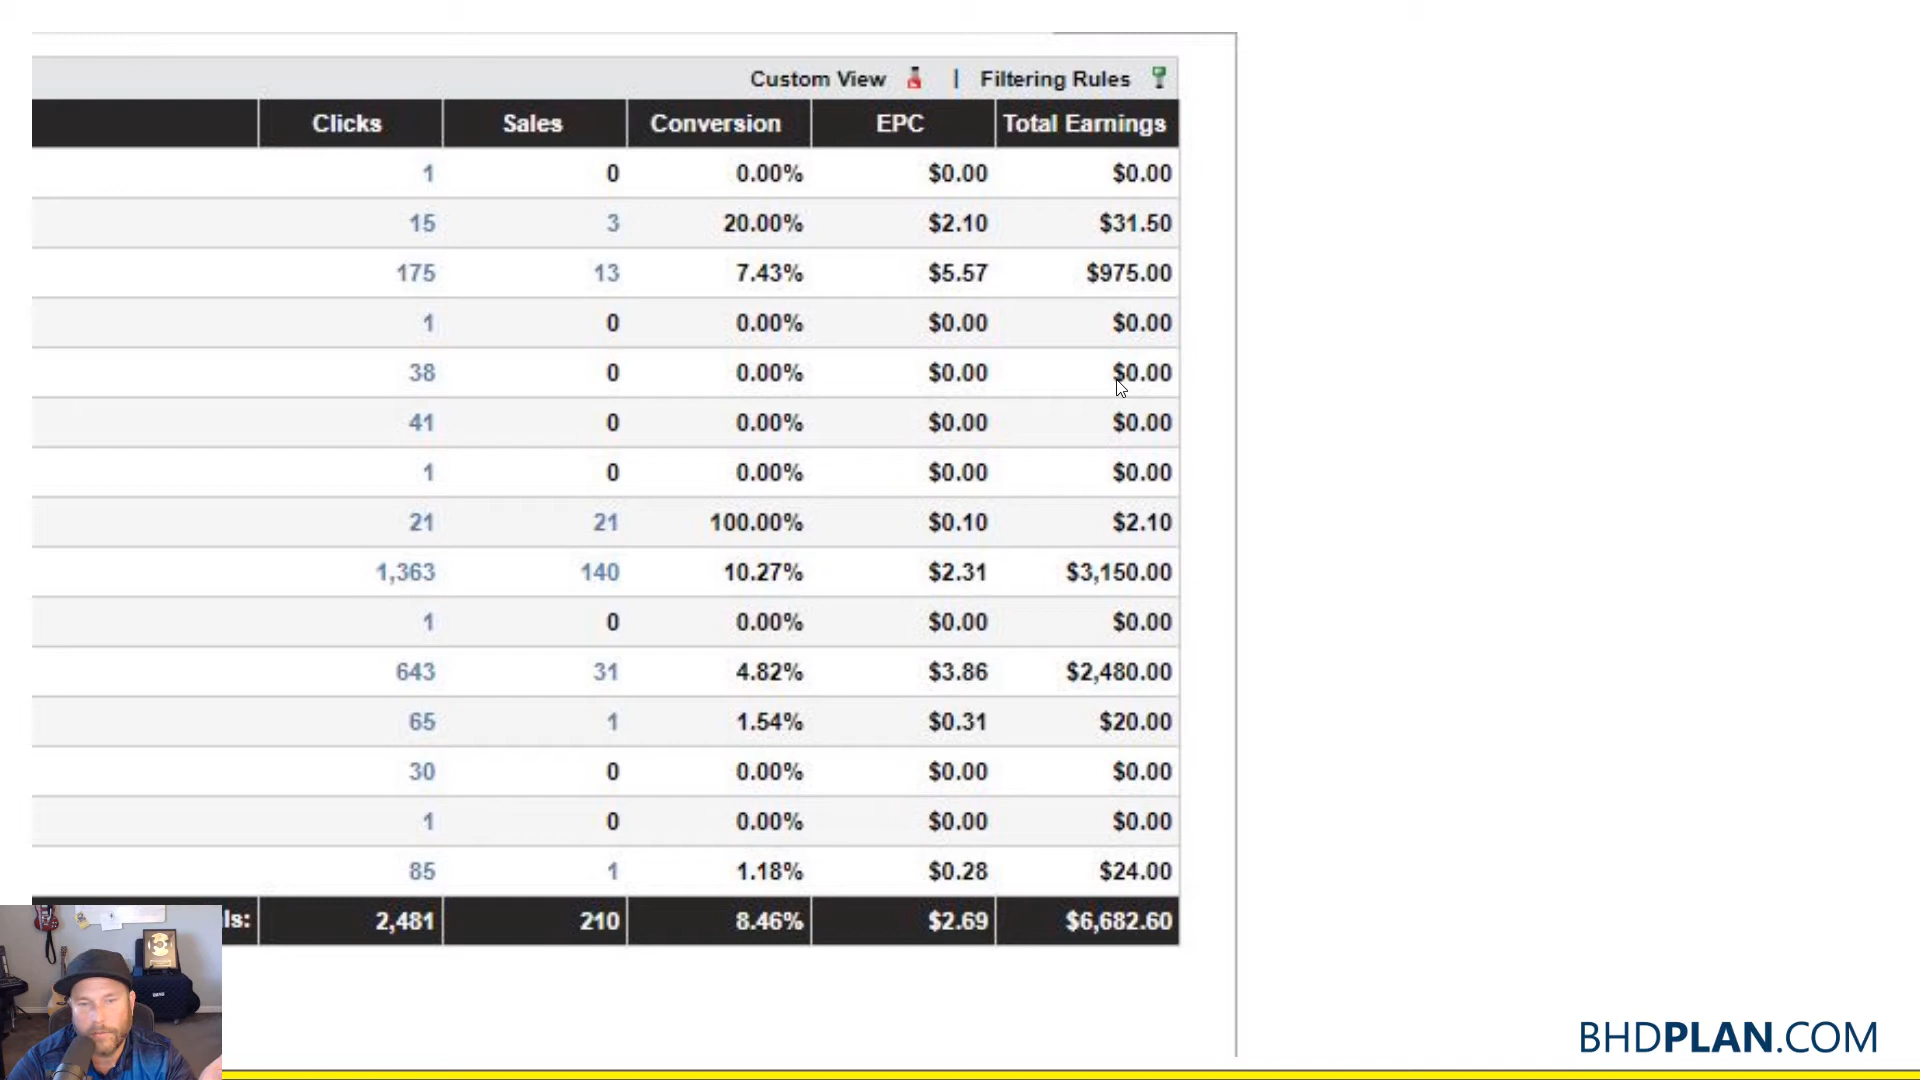 Custom View | Filtering Rules
Clicks Sales Conversion EPC Total Earnings
1 0 0.00% $0.00 $0.00
15 3 20.00% $2.10 $31.50
175 13 7.43% $5.57 $975.00
1 0 0.00% $0.00 $0.00
38 0 0.00% $0.00 $0.00
41 0 0.00% $0.00 $0.00
1 0 0.00% $0.00 $0.00
21 21 100.00% $0.10 $2.10
1,363 140 10.27% $2.31 $3,150.00
1 0 0.00% $0.00 $0.00
643 31 4.82% $3.86 $2,480.00
65 1 1.54% $0.31 $20.00
30 0 0.00% $0.00 $0.00
1 0 0.00% $0.00 $0.00
85 1 1.18% $0.28 $24.00
ls: 2,481 210 8.46% $2.69 $6,682.60
BHDPLAN.COM